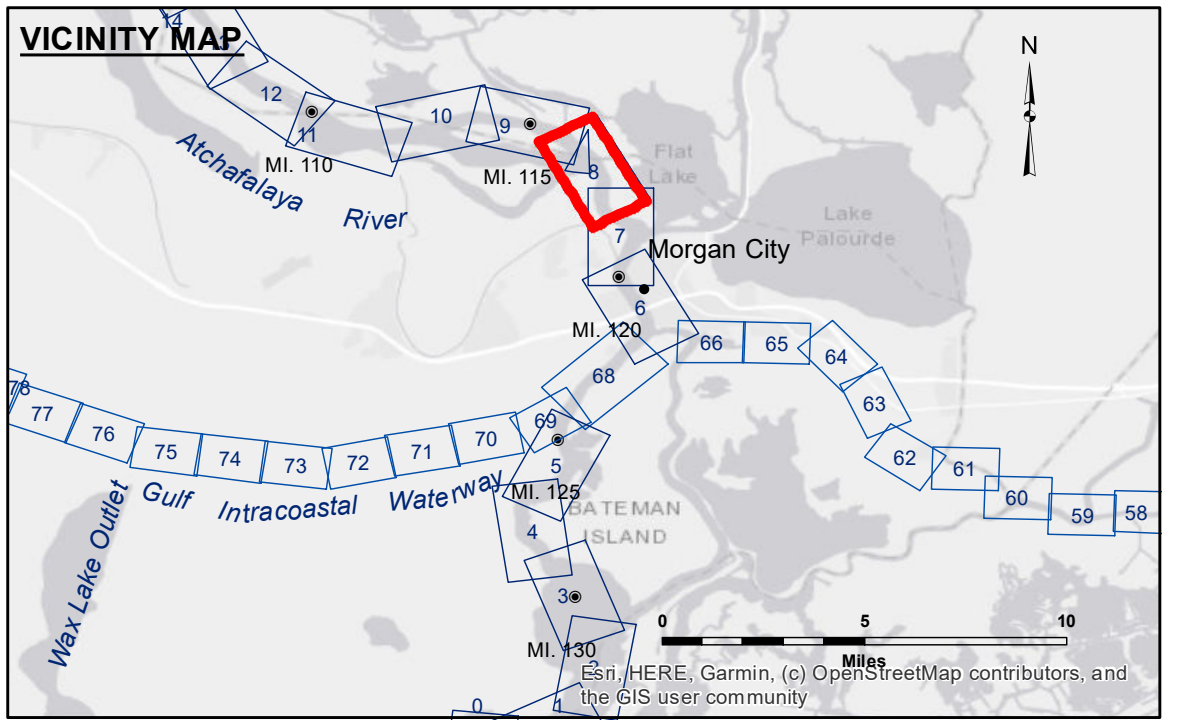 VICINITY MAP
N
14
12
11
10
9
8
7
6
MI. 110
MI. 115
Atchafalaya River
Flat
Lake
Lake
Palourde
Morgan City
MI. 120
66
65
64
63
62
61
60
59
58
68
69
70
71
72
73
74
75
76
77
78
Gulf Intracoastal Waterway
Wax Lake Outlet
5
MI. 125
BATEMAN
ISLAND
4
3
MI. 130
2
1
0
0 5 10
Miles
Esri, HERE, Garmin, (c) OpenStreetMap contributors, and
the GIS user community